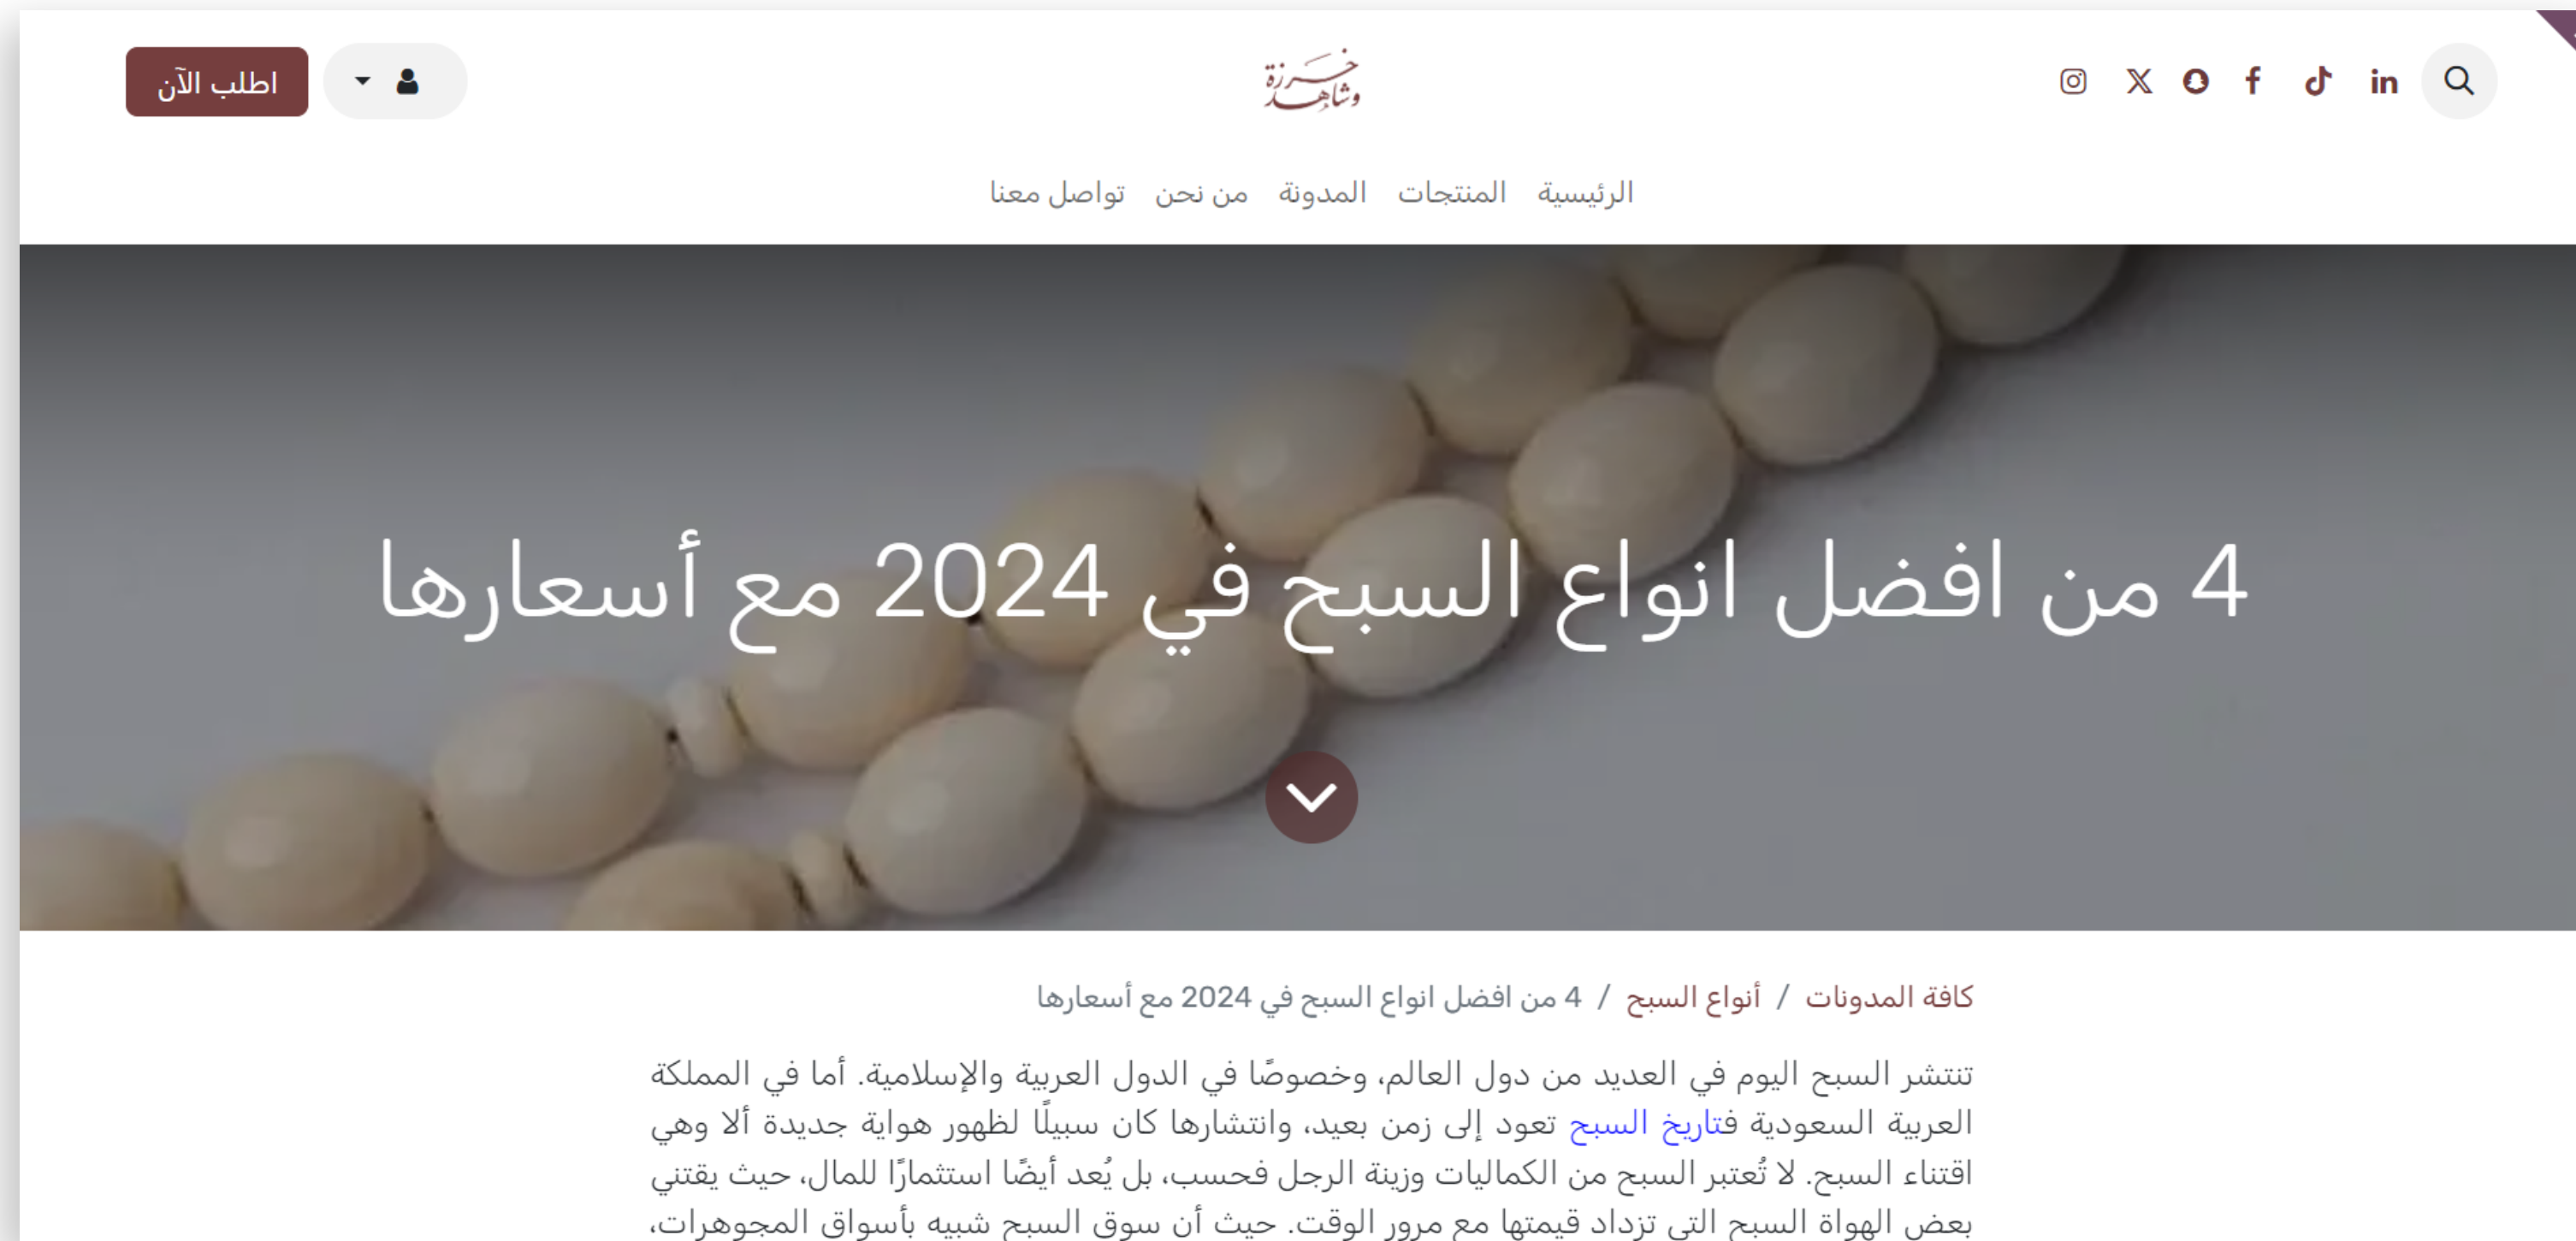 خرزة
وشاهد
اطلب الآن
الرئيسية المنتجات المدونة من نحن تواصل معنا
4 من افضل انواع السبح في 2024 مع أسعارها
كافة المدونات / أنواع السبح / 4 من افضل انواع السبح في 2024 مع أسعارها
تنتشر السبح اليوم في العديد من دول العالم، وخصوصًا في الدول العربية والإسلامية. أما في المملكة
العربية السعودية فتاريخ السبح تعود إلى زمن بعيد، وانتشارها كان سبيلًا لظهور هواية جديدة ألا وهي
اقتناء السبح. لا تُعتبر السبح من الكماليات وزينة الرجل فحسب، بل يُعد أيضًا استثمارًا للمال، حيث يقتني
بعض الهواة السبح التي تزداد قيمتها مع مرور الوقت. حيث أن سوق السبح شبيه بأسواق المجوهرات،